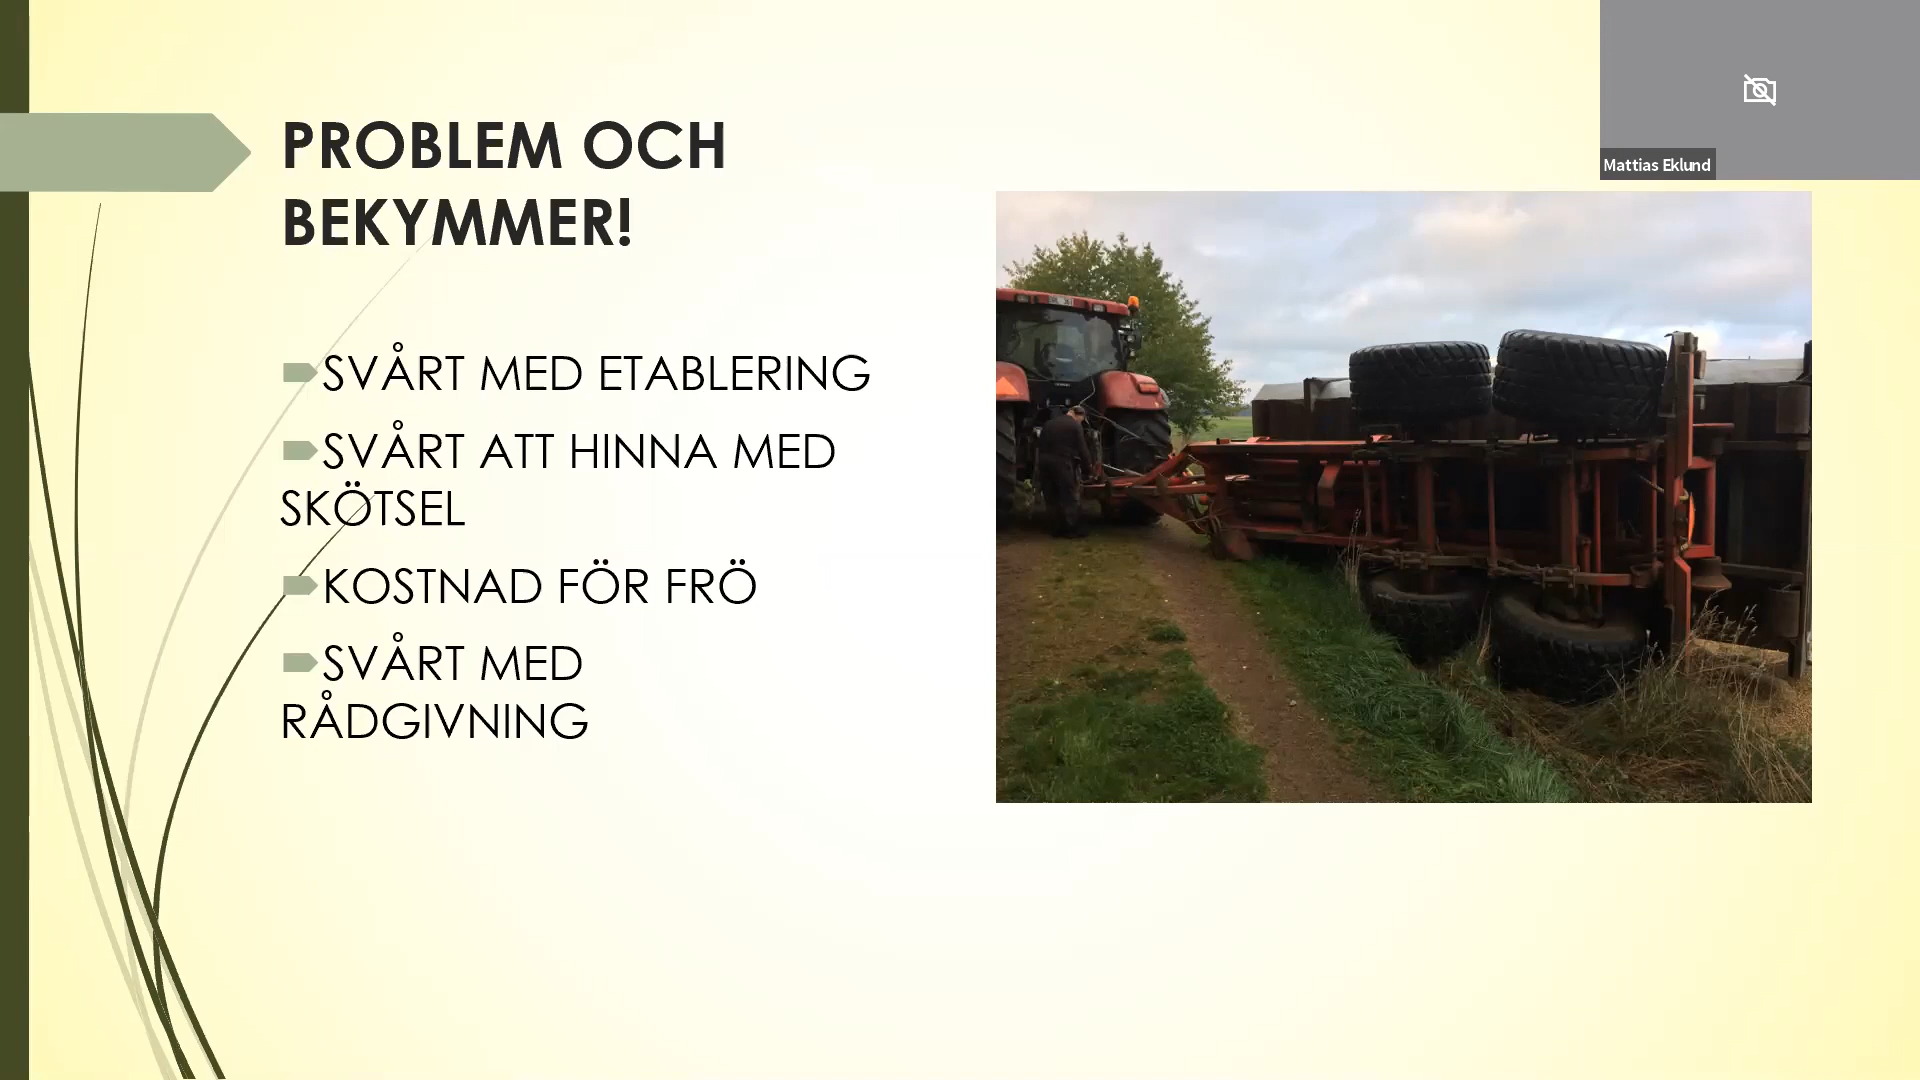 PROBLEM OCH
BEKYMMER!
SVÅRT MED ETABLERING
SVÅRT ATT HINNA MED
SKÖTSEL
KOSTNAD FÖR FRÖ
SVÅRT MED
RÅDGIVNING
Mattias Eklund